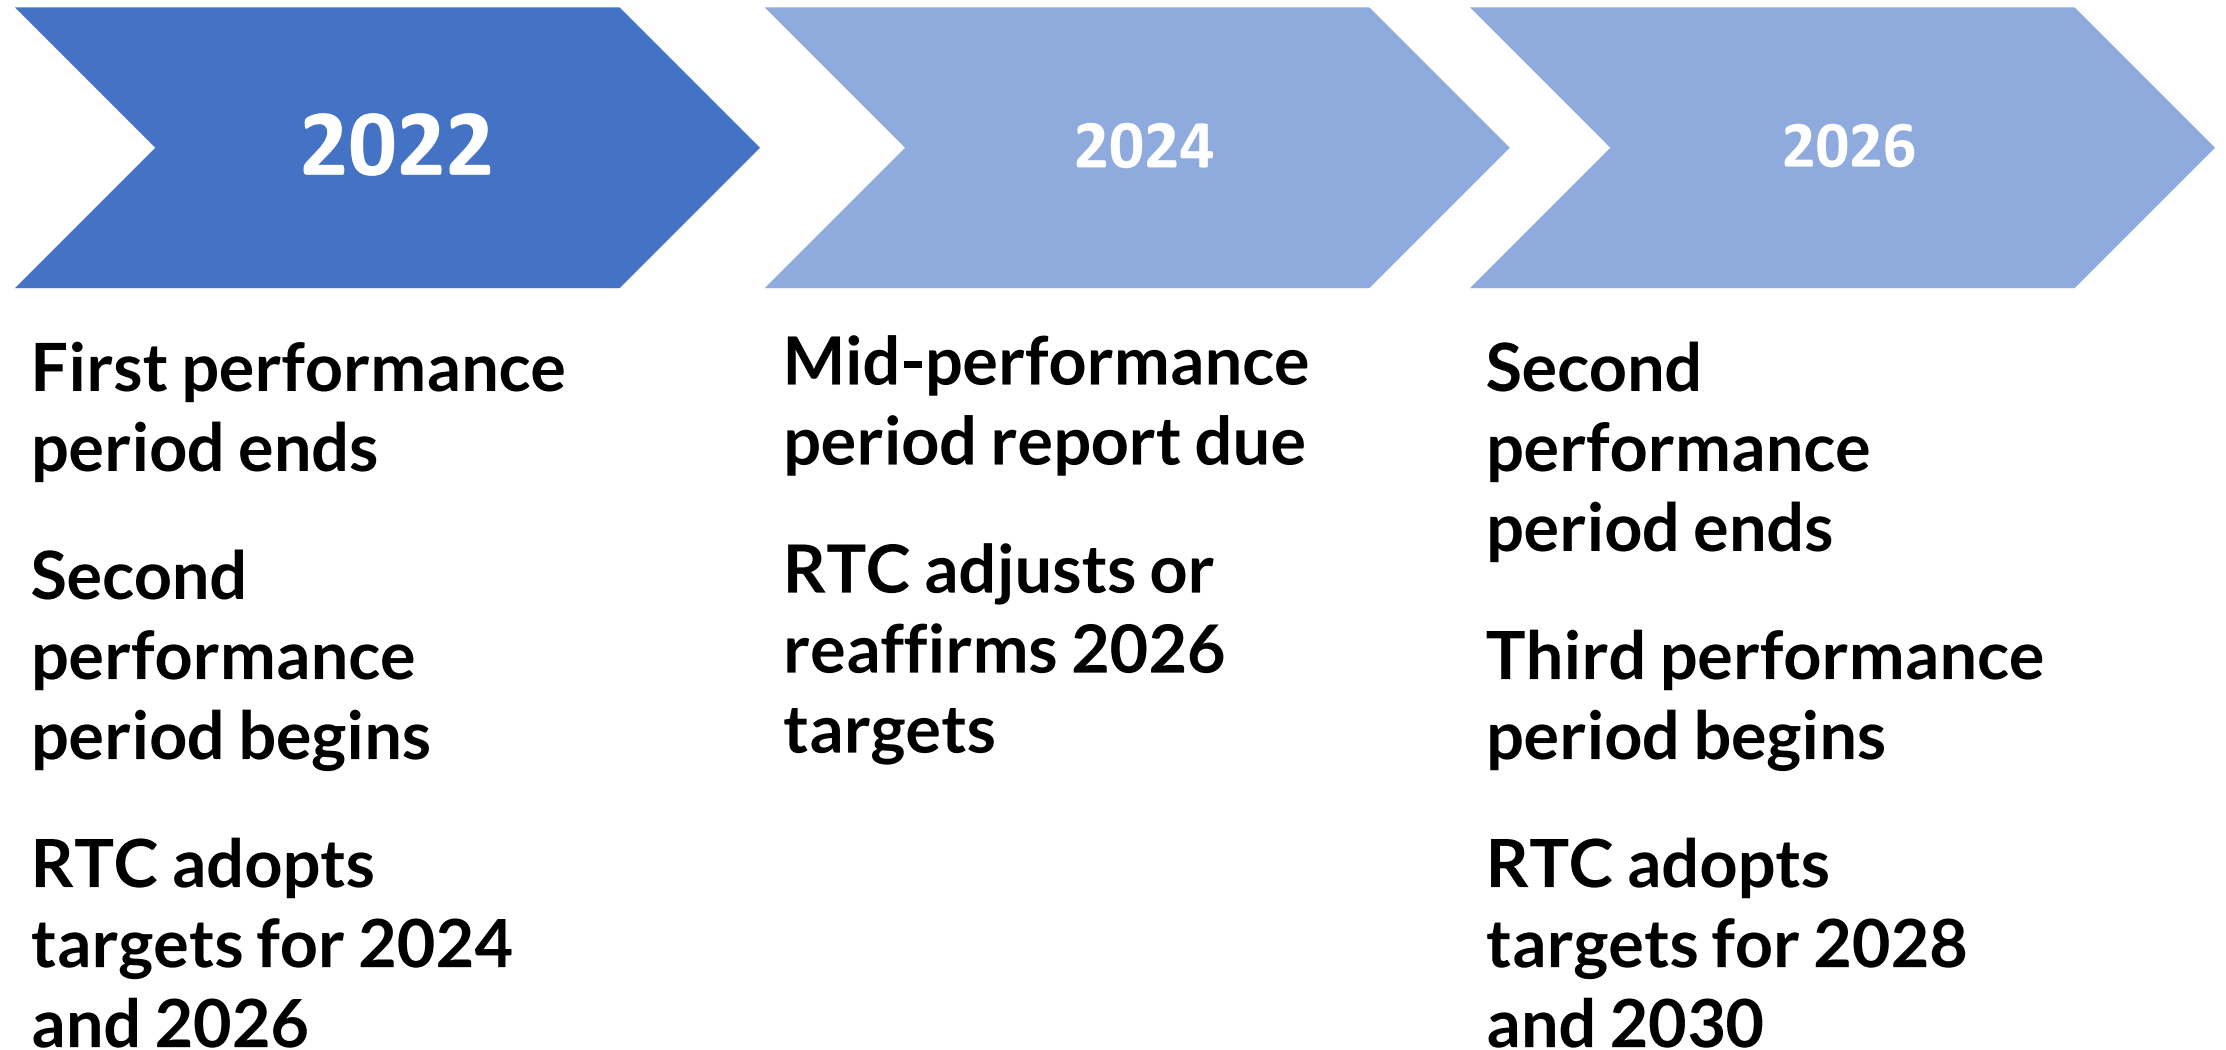 2022
First performance
period ends
Second
performance
period begins
RTC adopts
targets for 2024
and 2026
2024
Mid-performance
period report due
RTC adjusts or
reaffirms 2026
targets
2026
Second
performance
period ends
Third performance
period begins
RTC adopts
targets for 2028
and 2030